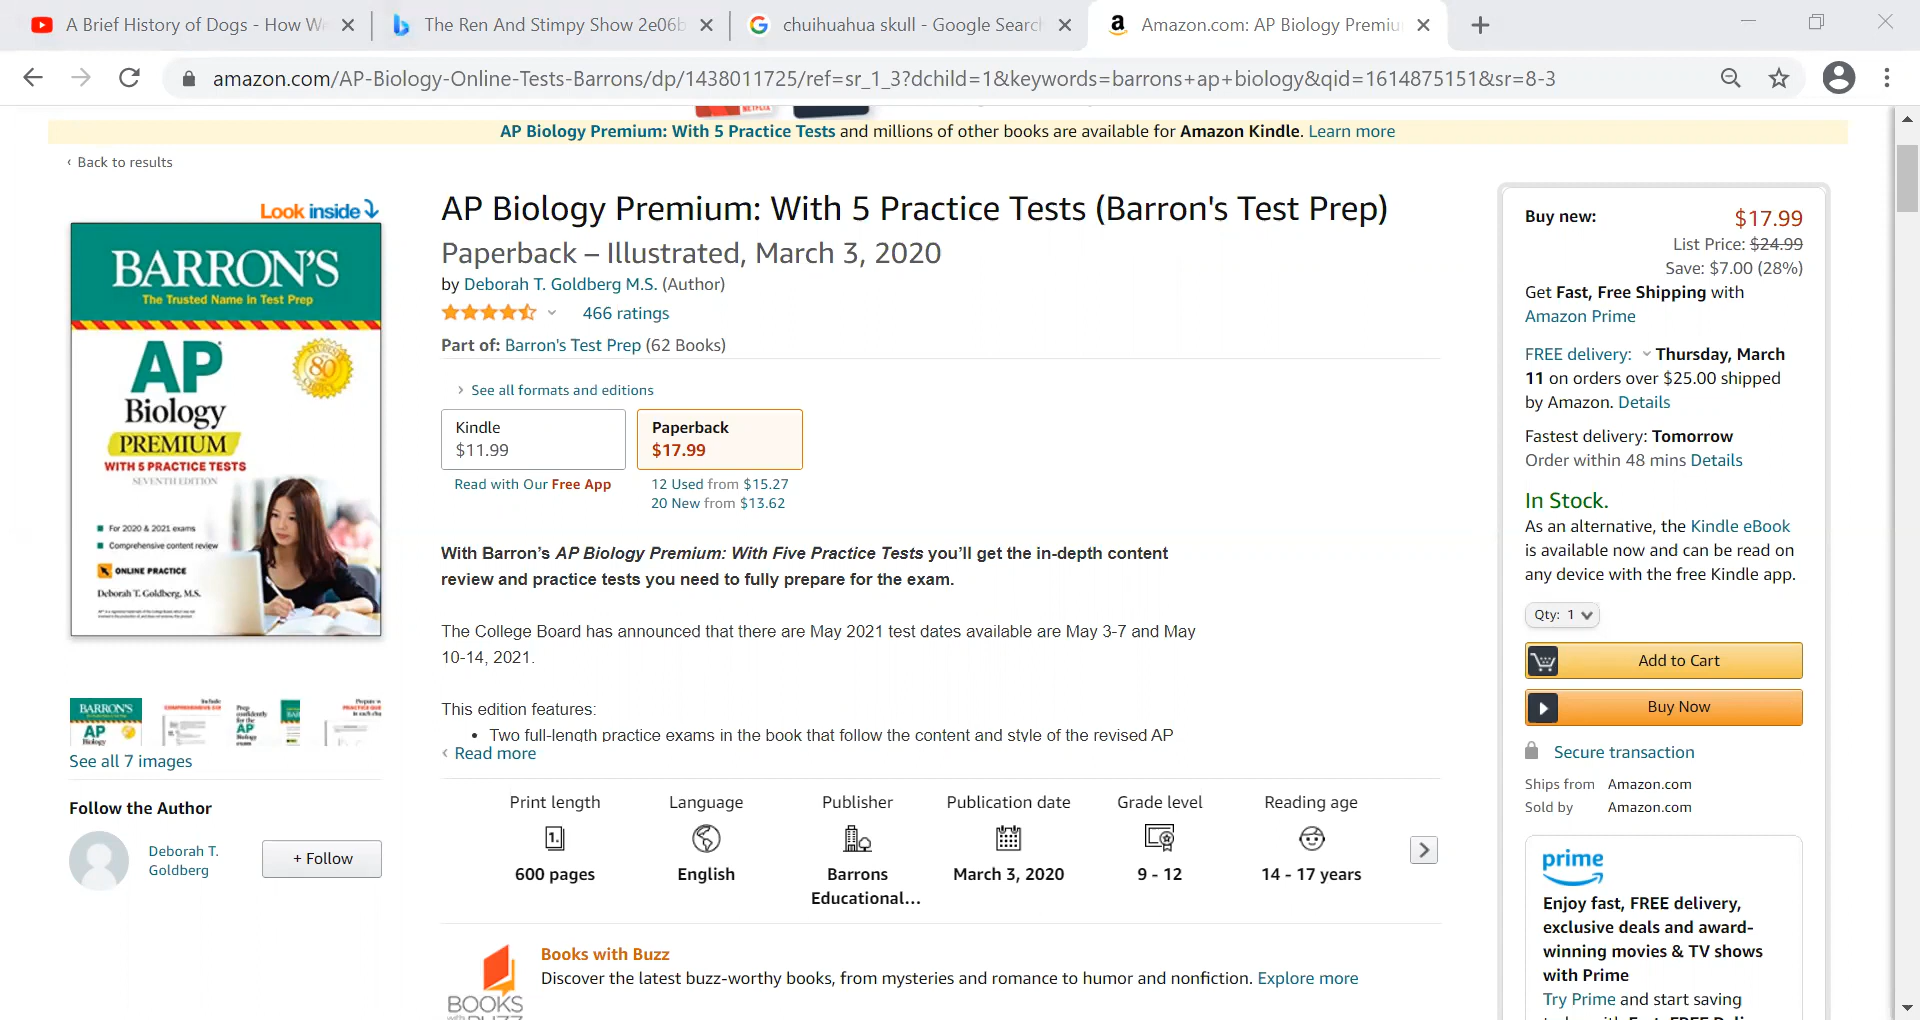 A Brief History of Dogs - How W
The Ren And Stimpy Show 2e06b
chuihuahua skull - Google Search
Amazon.com: AP Biology Premiu
amazon.com/AP-Biology-Online-Tests-Barrons/dp/1438011725/ref=sr_1_3?dchild=1&keywords=barrons+ap+biology&qid=1614875151&sr=8-3
NETFLIX
AP Biology Premium: With 5 Practice Tests and millions of other books are available for Amazon Kindle. Learn more
‹ Back to results
Look inside
BARRON'S
The Trusted Name in Test Prep
AP
Biology
PREMIUM
WITH 5 PRACTICE TESTS
SEVENTH EDITION
80
For 2020 & 2021 exams
Comprehensive content review
ONLINE PRACTICE
Deborah T. Goldberg, M.S.
BARRON'S
AP
Biology
See all 7 images
Follow the Author
Deborah T.
Goldberg
+ Follow
AP Biology Premium: With 5 Practice Tests (Barron's Test Prep)
Paperback – Illustrated, March 3, 2020
by Deborah T. Goldberg M.S. (Author)
466 ratings
Part of: Barron's Test Prep (62 Books)
› See all formats and editions
Kindle
$11.99
Read with Our Free App
Paperback
$17.99
12 Used from $15.27
20 New from $13.62
With Barron’s AP Biology Premium: With Five Practice Tests you’ll get the in-depth content
review and practice tests you need to fully prepare for the exam.
The College Board has announced that there are May 2021 test dates available are May 3-7 and May
10-14, 2021.
This edition features:
• Two full-length practice exams in the book that follow the content and style of the revised AP
‹ Read more
Print length
600 pages
Language
English
Publisher
Barrons
Educational...
Publication date
March 3, 2020
Grade level
9 - 12
Reading age
14 - 17 years
Books with Buzz
Discover the latest buzz-worthy books, from mysteries and romance to humor and nonfiction. Explore more
BOOKS
with BUZZ
Buy new:
$17.99
List Price: $24.99
Save: $7.00 (28%)
Get Fast, Free Shipping with
Amazon Prime
FREE delivery: Thursday, March
11 on orders over $25.00 shipped
by Amazon. Details
Fastest delivery: Tomorrow
Order within 48 mins Details
In Stock.
As an alternative, the Kindle eBook
is available now and can be read on
any device with the free Kindle app.
Qty: 1
Add to Cart
Buy Now
Secure transaction
Ships from Amazon.com
Sold by Amazon.com
prime
Enjoy fast, FREE delivery,
exclusive deals and award-
winning movies & TV shows
with Prime
Try Prime and start saving